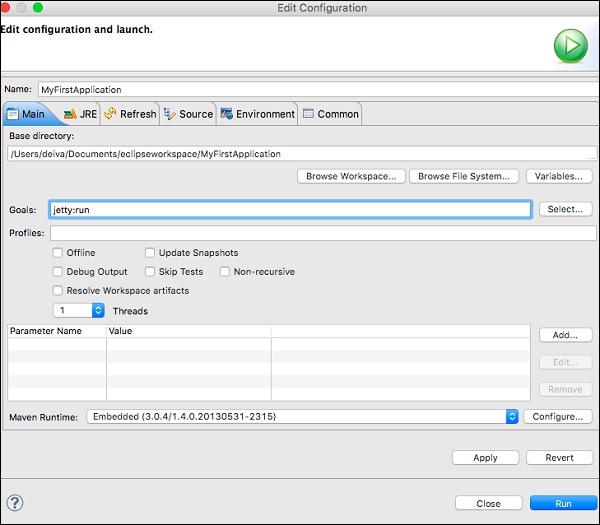 Edit Configuration
Edit configuration and launch.
Name: MyFirstApplication
Main JRE Refresh Source Environment Common
Base directory:
/Users/deiva/Documents/eclipseworkspace/MyFirstApplication
Browse Workspace... Browse File System... Variables...
Goals: jetty:run Select...
Profiles:
Offline Update Snapshots
Debug Output Skip Tests Non-recursive
Resolve Workspace artifacts
1 Threads
Parameter Name Value Add...
Edit...
Remove
Maven Runtime: Embedded (3.0.4/1.4.0.20130531-2315) Configure...
Apply Revert
? Close Run